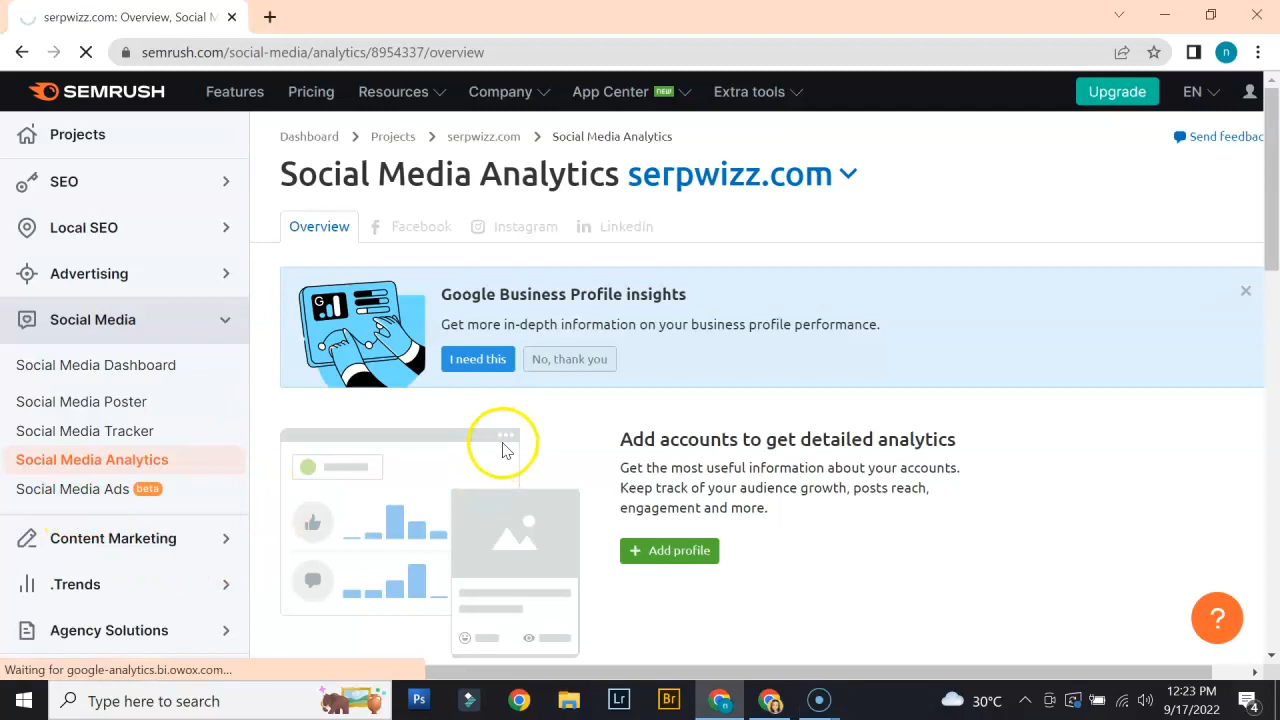 serpwizz.com: Overview, Social M
semrush.com/social-media/analytics/8954337/overview
n
SEMRUSH
Features
Pricing
Resources
Company
App Center NEW
Extra tools
Upgrade
EN
Projects
SEO
Local SEO
Advertising
Social Media
Social Media Dashboard
Social Media Poster
Social Media Tracker
Social Media Analytics
Social Media Ads beta
Content Marketing
.Trends
Agency Solutions
Dashboard
Projects
serpwizz.com
Social Media Analytics
Send feedbac
Social Media Analytics serpwizz.com
Overview
Facebook
Instagram
LinkedIn
G
Google Business Profile insights
Get more in-depth information on your business profile performance.
I need this
No, thank you
Add accounts to get detailed analytics
Get the most useful information about your accounts.
Keep track of your audience growth, posts reach,
engagement and more.
+ Add profile
?
Waiting for google-analytics.bi.owox.com...
Type here to search
Ps
Lr
Br
n
30°C
12:23 PM
9/17/2022
4